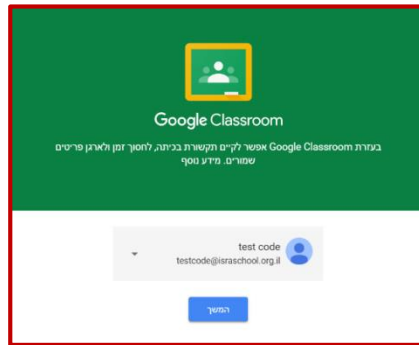 Google Classroom
בעזרת Google Classroom אפשר לקיים תקשורת בכיתה, לחסוך זמן ולארגן פריטים
שמורים. מידע נוסף
test code
testcode@israschool.org.il
המשך